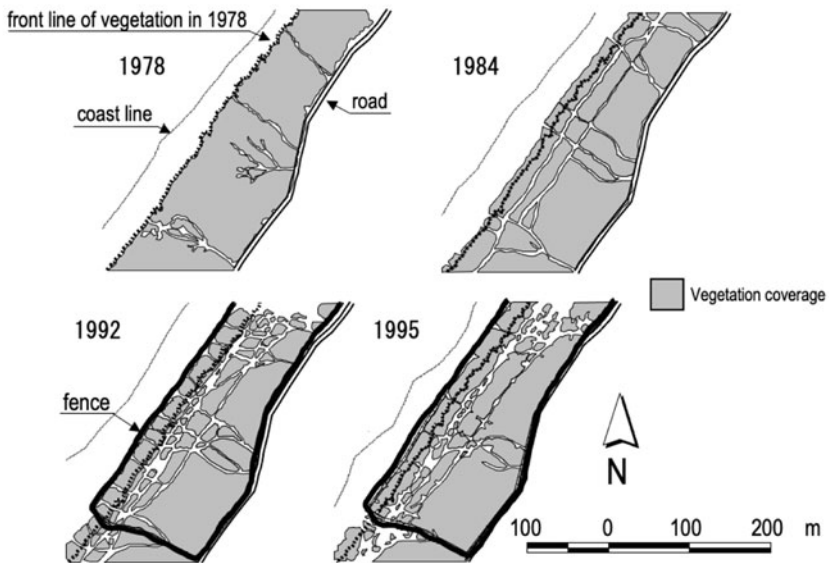 front line of vegetation in 1978
1978
1984
coast line
road
Vegetation coverage
1992
1995
fence
N
100 0 100 200 m